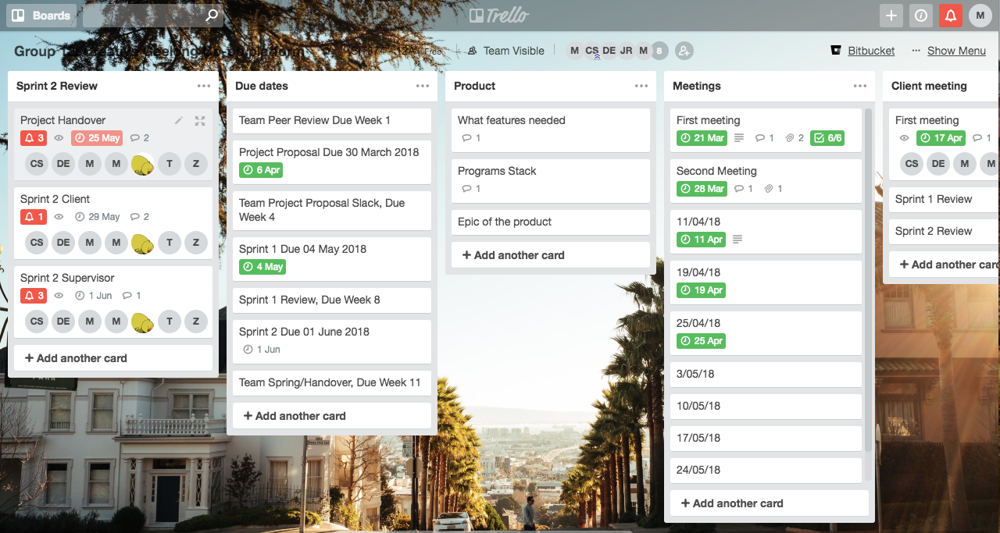 Boards
Trello
M
Group
Free
Team Visible
M CS DE JR M 8
Bitbucket
... Show Menu
Sprint 2 Review
Project Handover
3 25 May 2
CS DE M M T Z
Sprint 2 Client
1 29 May 2
CS DE M M T Z
Sprint 2 Supervisor
3 1 Jun 1
CS DE M M T Z
+ Add another card
Due dates
Team Peer Review Due Week 1
Project Proposal Due 30 March 2018
6 Apr
Team Project Proposal Slack, Due
Week 4
Sprint 1 Due 04 May 2018
4 May
Sprint 1 Review, Due Week 8
Sprint 2 Due 01 June 2018
1 Jun
Team Spring/Handover, Due Week 11
+ Add another card
Product
What features needed
1
Programs Stack
1
Epic of the product
+ Add another card
Meetings
First meeting
21 Mar 1 2 6/6
Second Meeting
28 Mar 1 1
11/04/18
11 Apr
19/04/18
19 Apr
25/04/18
25 Apr
3/05/18
10/05/18
17/05/18
24/05/18
+ Add another card
Client meeting
First meeting
17 Apr 1
CS DE M M
Sprint 1 Review
Sprint 2 Review
+ Add another card